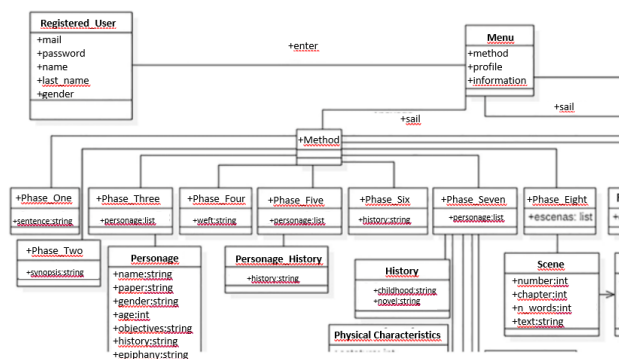 Registered_User
+mail
+password
+name
+last_name
+gender
+enter
Menu
+method
+profile
+information
+sail
+sail
+Method
+Phase_One
+sentence:string
+Phase_Three
+personage:list
+Phase_Four
+weft:string
+Phase_Five
+personage:list
+Phase_Six
+history:string
+Phase_Seven
+personage:list
+Phase_Eight
+escenas: list
+Phase_Two
+synopsis:string
Personage
+name:string
+paper:string
+gender:string
+age:int
+objectives:string
+history:string
+epiphany:string
Personage_History
+history:string
History
+childhood:string
+novel:string
Physical Characteristics
Scene
+number:int
+chapter:int
+n_words:int
+text:string